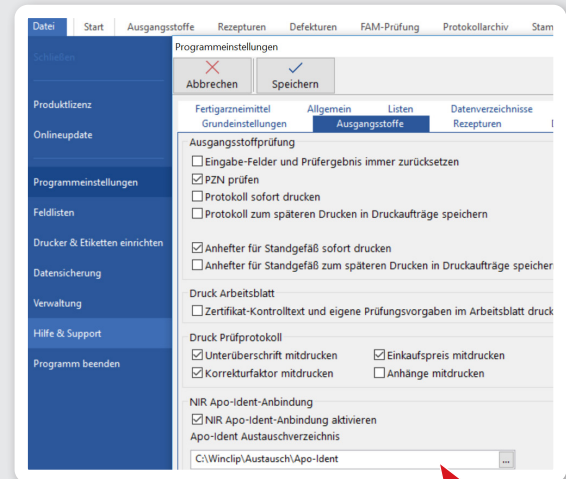 Datei Start Ausgangsstoffe Rezepturen Defekturen FAM-Prüfung Protokollarchiv Stam
Schließen
Produktlizenz
Onlineupdate
Programmeinstellungen
Feldlisten
Drucker & Etiketten einrichten
Datensicherung
Verwaltung
Hilfe & Support
Programm beenden
Programmeinstellungen
Abbrechen Speichern
Fertigarzneimittel Allgemein Listen Datenverzeichnisse
Grundeinstellungen Ausgangsstoffe Rezepturen
Ausgangsstoffprüfung
Eingabe-Felder und Prüfergebnis immer zurücksetzen
PZN prüfen
Protokoll sofort drucken
Protokoll zum späteren Drucken in Druckaufträge speichern
Anhefter für Standgefäß sofort drucken
Anhefter für Standgefäß zum späteren Drucken in Druckaufträge speicher
Druck Arbeitsblatt
Zertifikat-Kontrolltext und eigene Prüfungsvorgaben im Arbeitsblatt druck
Druck Prüfprotokoll
Unterüberschrift mitdrucken Einkaufspreis mitdrucken
Korrekturfaktor mitdrucken Anhänge mitdrucken
NIR Apo-Ident-Anbindung
NIR Apo-Ident-Anbindung aktivieren
Apo-Ident Austauschverzeichnis
C:\Winclip\Austausch\Apo-Ident ...